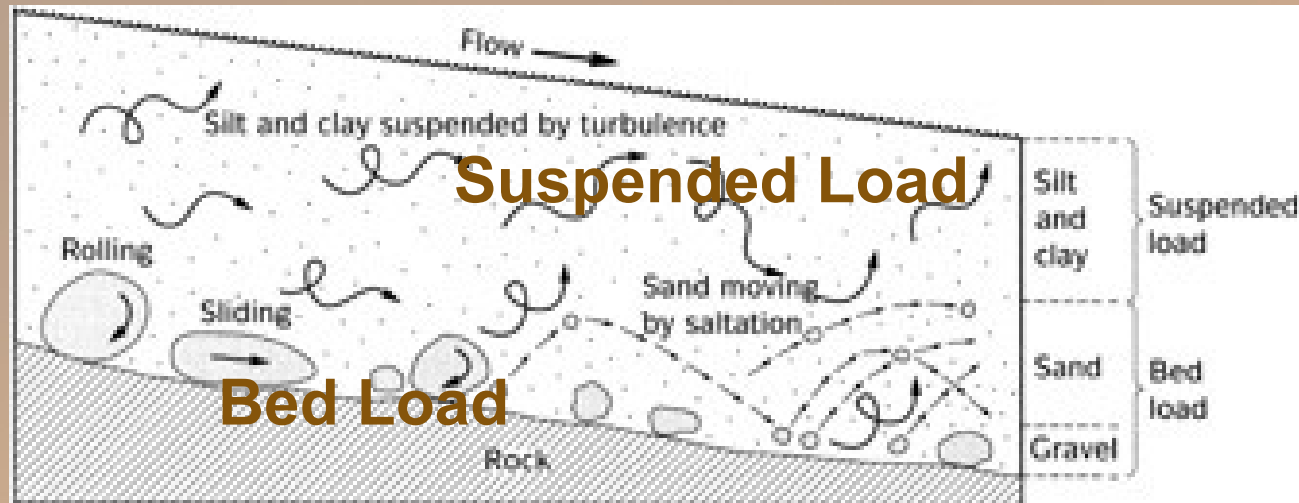 Flow
Silt and clay suspended by turbulence
Suspended Load
Silt
and
clay
Suspended
load
Rolling
Sliding
Sand moving
by saltation
Bed Load
Sand
Bed
load
Gravel
Rock